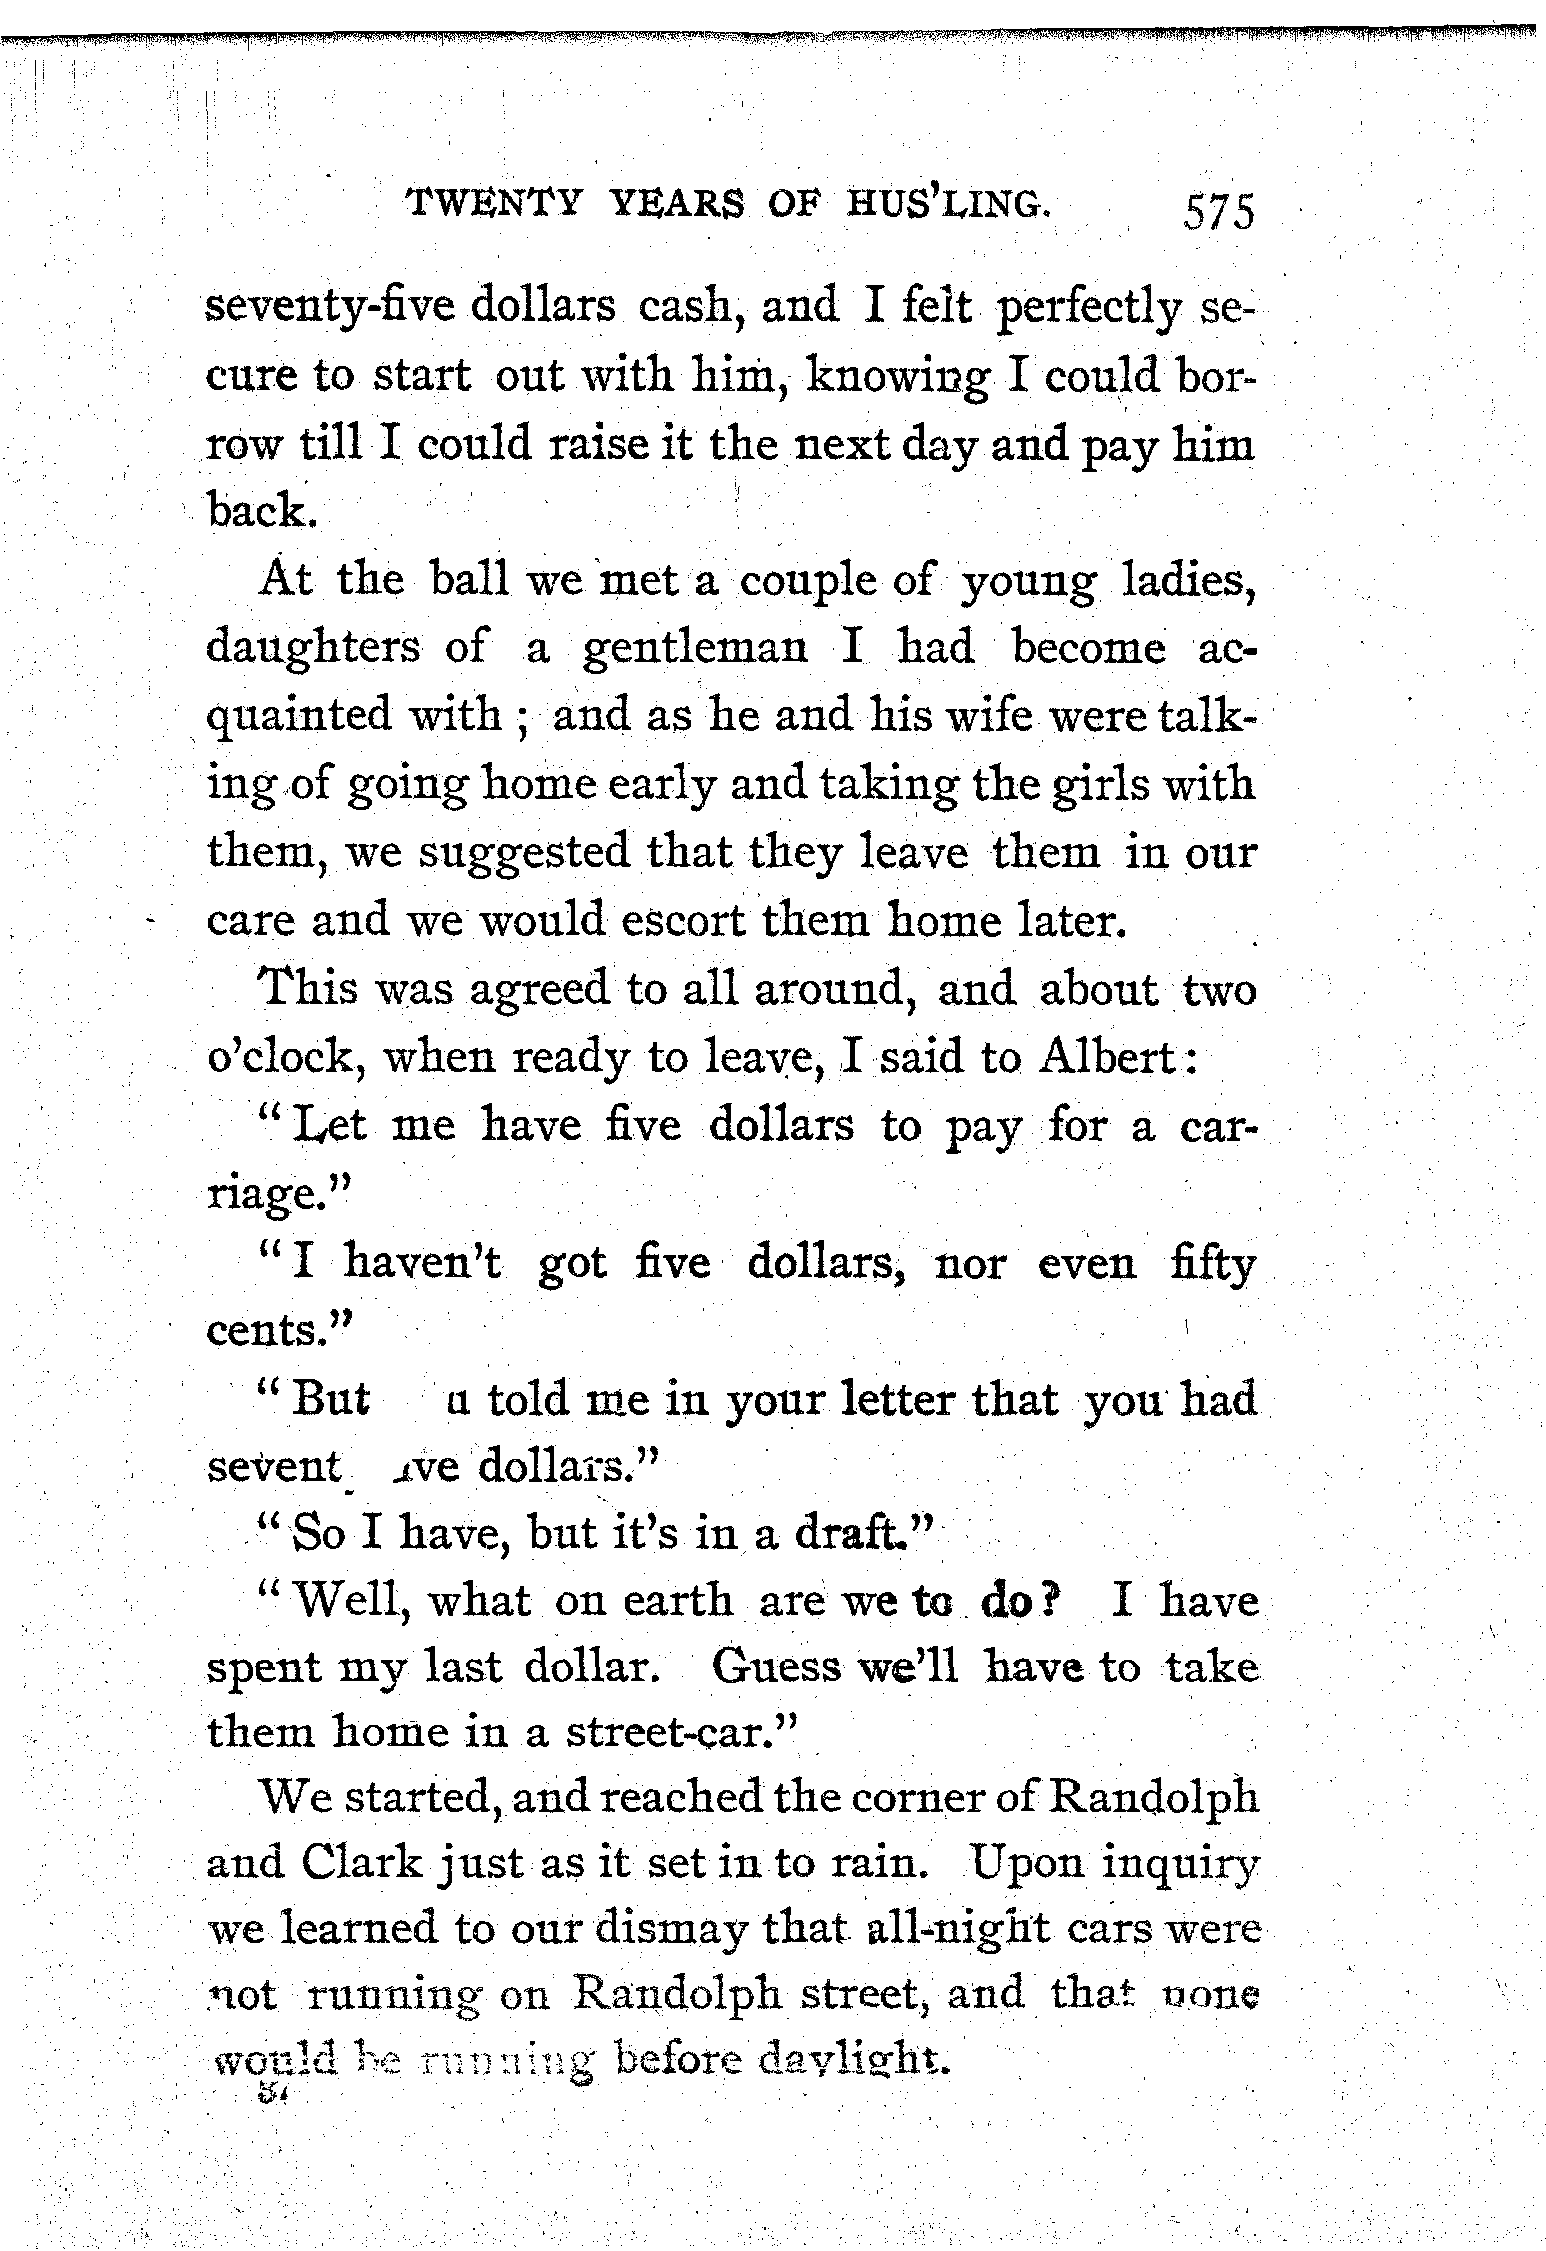 TWENTY YEARS OF HUS'LING. 575
seventy-five dollars cash, and I felt perfectly se-
cure to start out with him, knowing I could bor-
row till I could raise it the next day and pay him
back.
At the ball we met a couple of young ladies,
daughters of a gentleman I had become ac-
quainted with ; and as he and his wife were talk-
ing of going home early and taking the girls with
them, we suggested that they leave them in our
care and we would escort them home later.
This was agreed to all around, and about two
o'clock, when ready to leave, I said to Albert:
"Let me have five dollars to pay for a car-
riage."
"I haven't got five dollars, nor even fifty
cents."
"But told me in your letter that you had
dollars."
"So I have, but it's in a draft."
"Well, what on earth are we to do? I have
spent my last dollar. Guess we'll have to take
them home in a street-car."
We started, and reached the corner of Randolph
and Clark just as it set in to rain. Upon inquiry
we learned to our dismay that all-night cars were
not running on Randolph street, and that none
would be running before daylight.